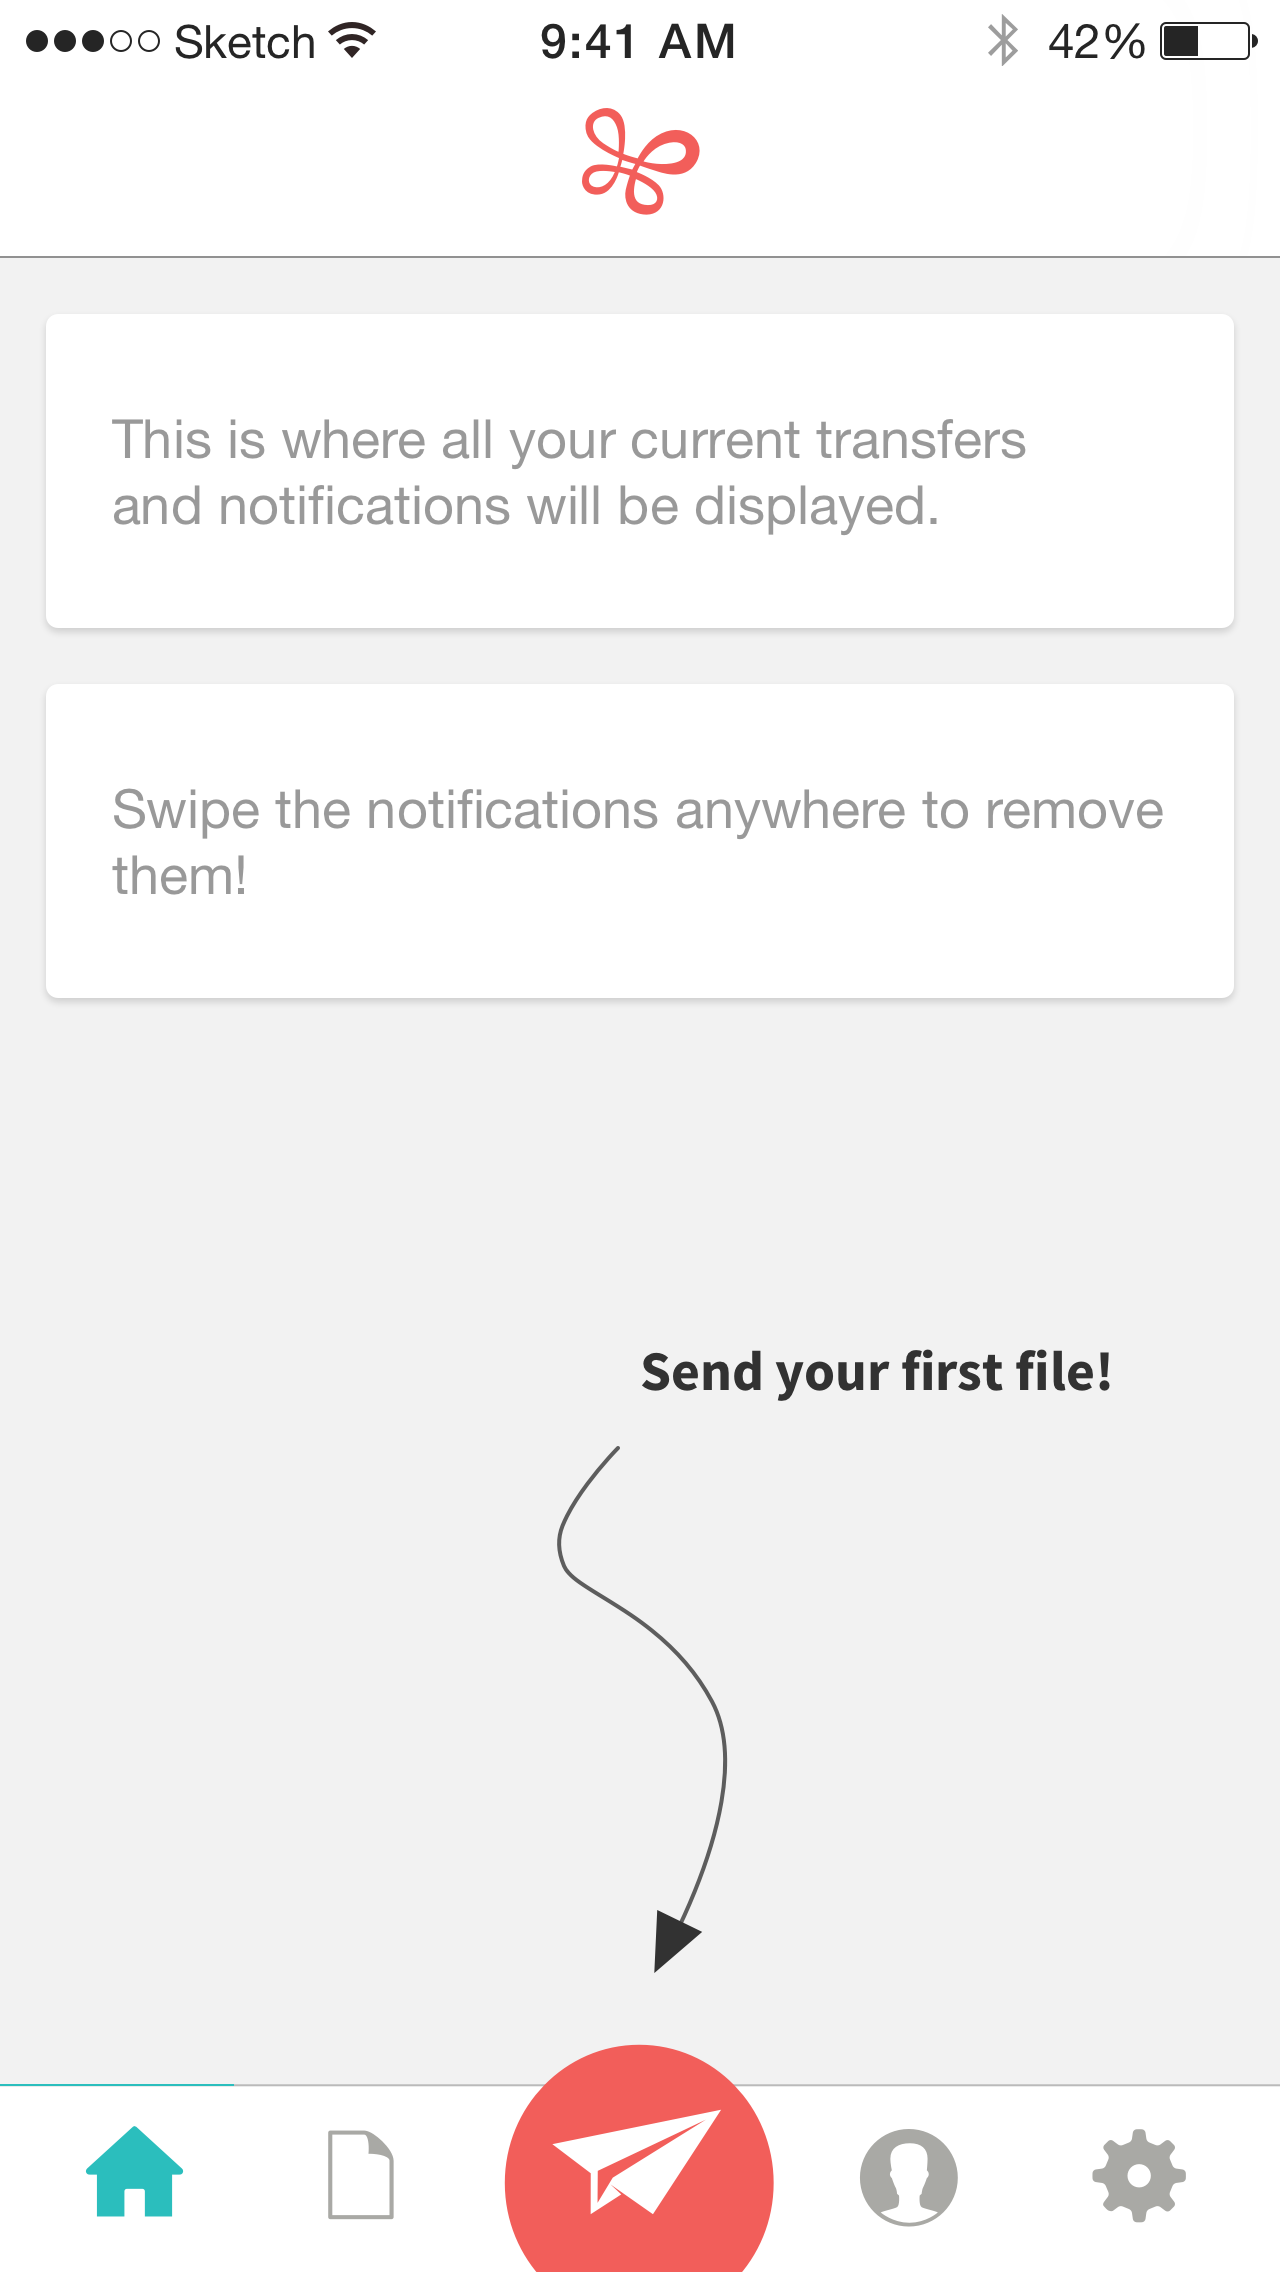 Sketch 9:41 AM 42%
This is where all your current transfers
and notifications will be displayed.
Swipe the notifications anywhere to remove
them!
Send your first file!